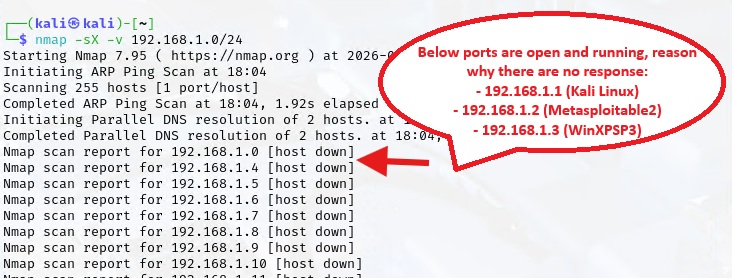 ┌──(kali㉿kali)-[~]
└─$ nmap -sX -v 192.168.1.0/24
Starting Nmap 7.95 ( https://nmap.org ) at 2026-0
Initiating ARP Ping Scan at 18:04
Scanning 255 hosts [1 port/host]
Completed ARP Ping Scan at 18:04, 1.92s elapsed
Initiating Parallel DNS resolution of 2 hosts. at 1
Completed Parallel DNS resolution of 2 hosts. at 18:04,
Nmap scan report for 192.168.1.0 [host down]
Nmap scan report for 192.168.1.4 [host down]
Nmap scan report for 192.168.1.5 [host down]
Nmap scan report for 192.168.1.6 [host down]
Nmap scan report for 192.168.1.7 [host down]
Nmap scan report for 192.168.1.8 [host down]
Nmap scan report for 192.168.1.9 [host down]
Nmap scan report for 192.168.1.10 [host down]
Nmap scan report for 192.168.1.11 [host down]
Below ports are open and running, reason
why there are no response:
- 192.168.1.1 (Kali Linux)
- 192.168.1.2 (Metasploitable2)
- 192.168.1.3 (WinXPSP3)